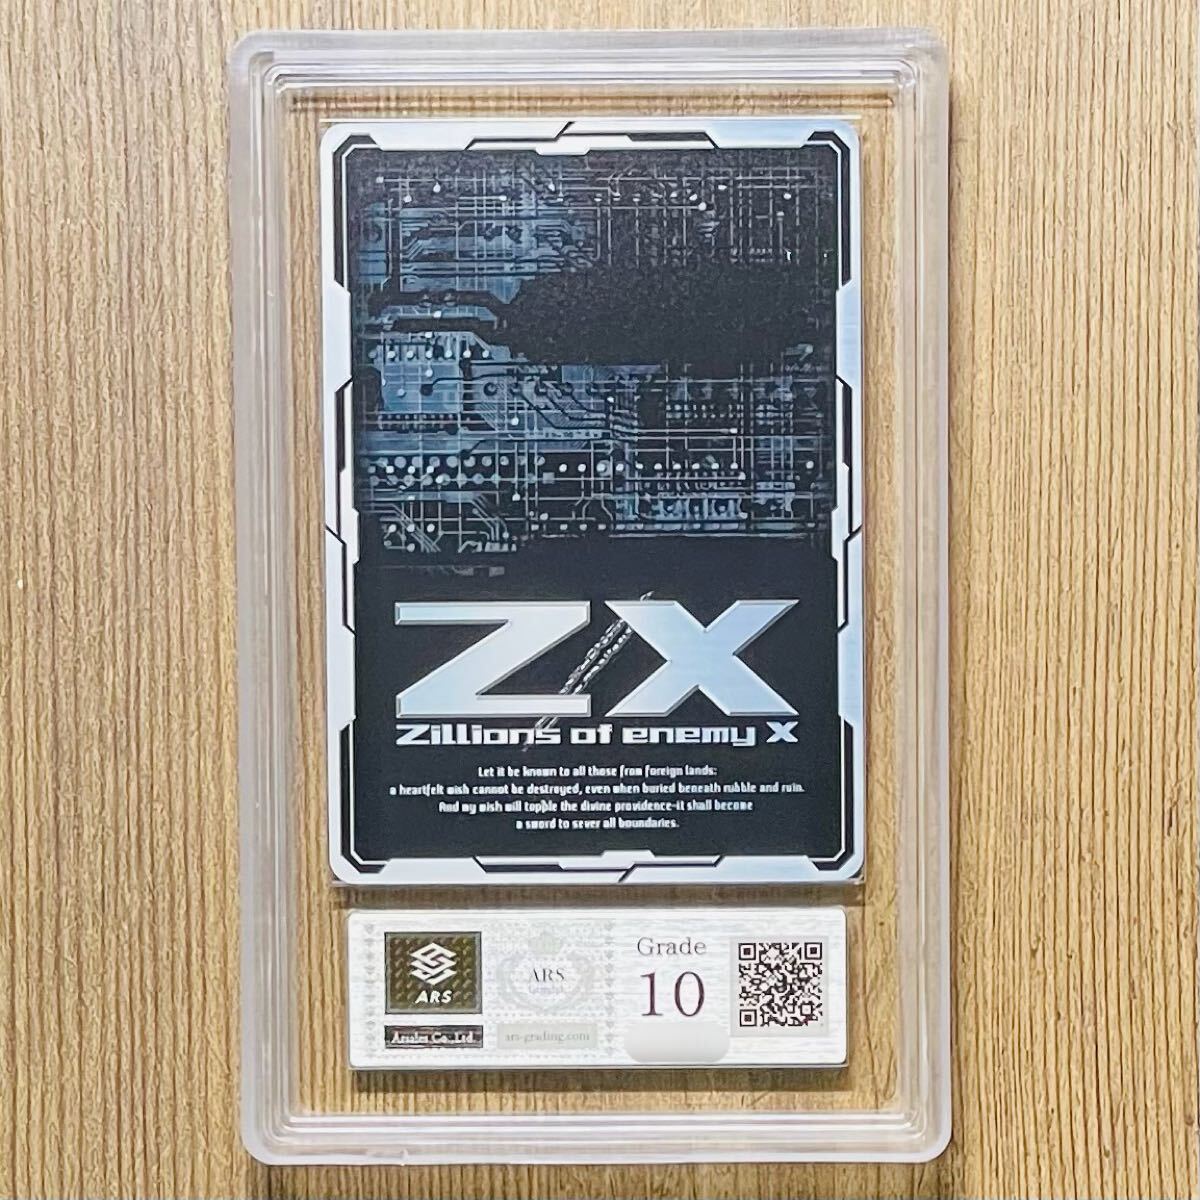 Z/X
Zillions of enemy X
Let it be known to all those from foreign lands:
a heartfelt wish cannot be destroyed, even when buried beneath rubble and ruin.
And my wish will topple the divine providence-it shall become
a sword to sever all boundaries.
ARS
ARS
Grade
10
Co., Ltd.
ars-grading.com